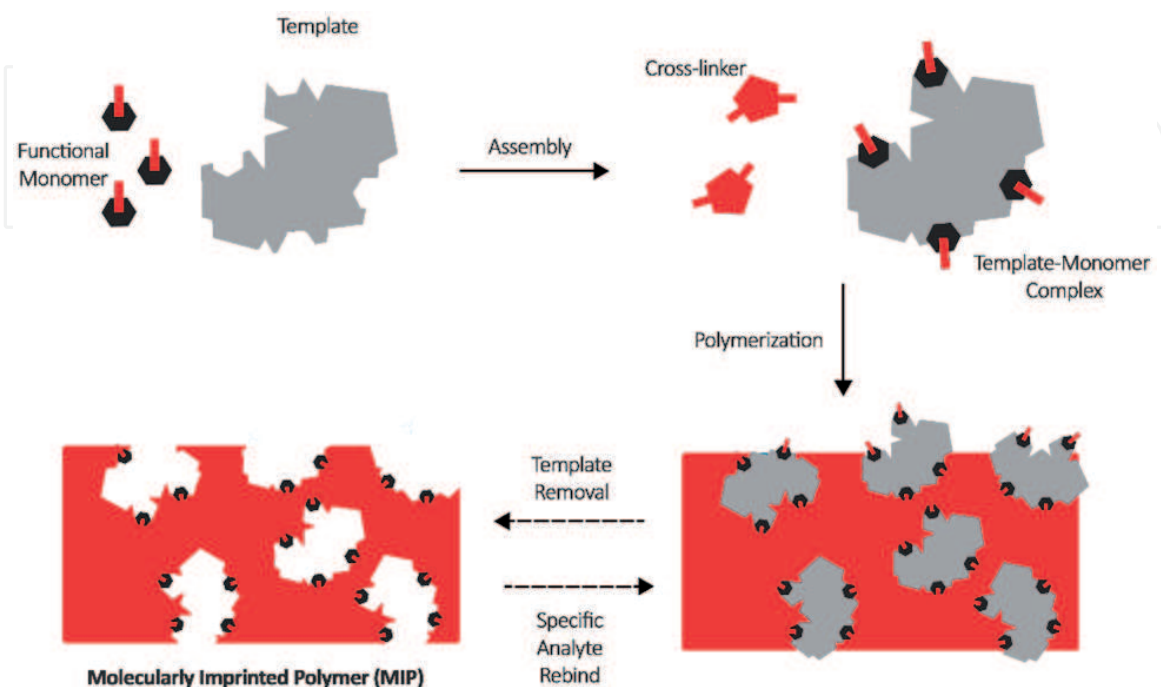 Template
Functional
Monomer
Assembly
Cross-linker
Template-Monomer
Complex
Polymerization
Template
Removal
Specific
Analyte
Rebind
Molecularly Imprinted Polymer (MIP)